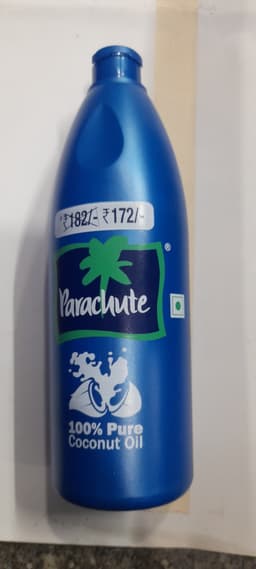 ₹182/- ₹172/-
®
Parachute
100% Pure
Coconut Oil